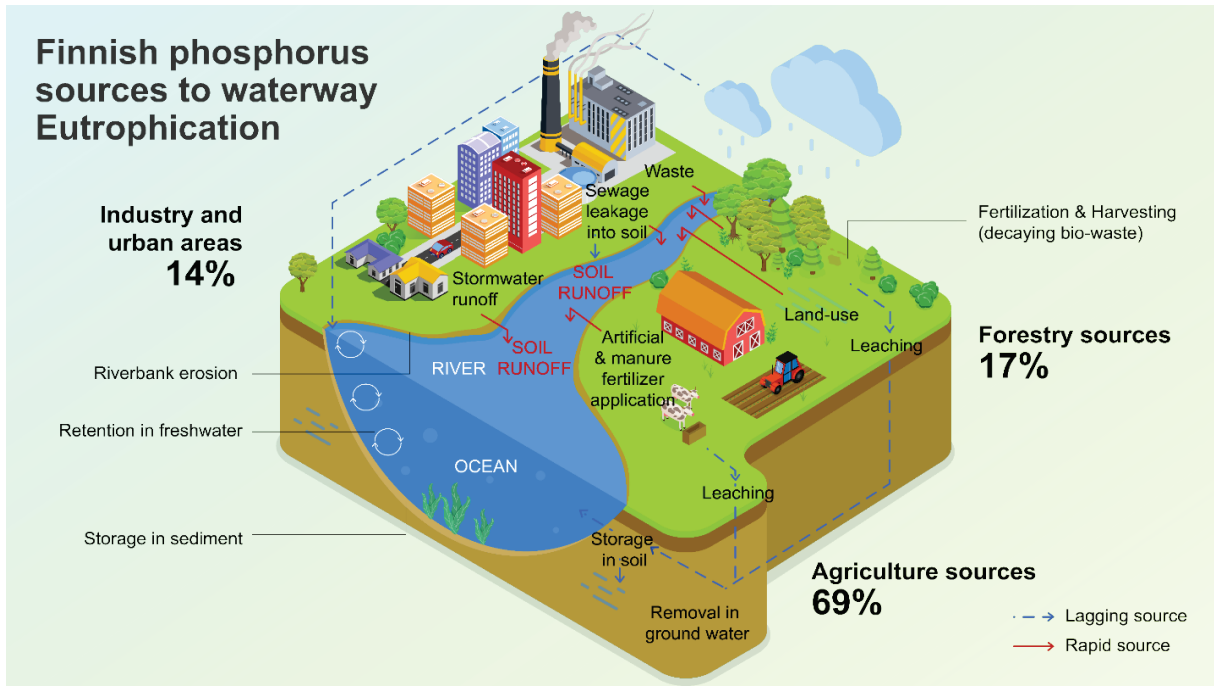 Finnish phosphorus
sources to waterway
Eutrophication
Industry and
urban areas
14%
Waste
Sewage
leakage
into soil
SOIL
RUNOFF
Stormwater
runoff
SOIL
RUNOFF
Land-use
Artificial
& manure
fertilizer
application
Fertilization & Harvesting
(decaying bio-waste)
Leaching
Forestry sources
17%
Riverbank erosion
RIVER
Retention in freshwater
OCEAN
Leaching
Storage in sediment
Storage
in soil
Removal in
ground water
Agriculture sources
69%
Lagging source
Rapid source